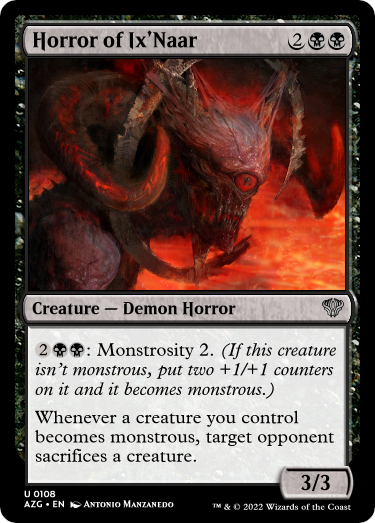 Horror of Ix'Naar 2
Creature — Demon Horror
2: Monstrosity 2. (If this creature
isn't monstrous, put two +1/+1 counters
on it and it becomes monstrous.)
Whenever a creature you control
becomes monstrous, target opponent
sacrifices a creature.
3/3
U 0108
AZG • EN Antonio Manzanedo
™ & © 2022 Wizards of the Coast